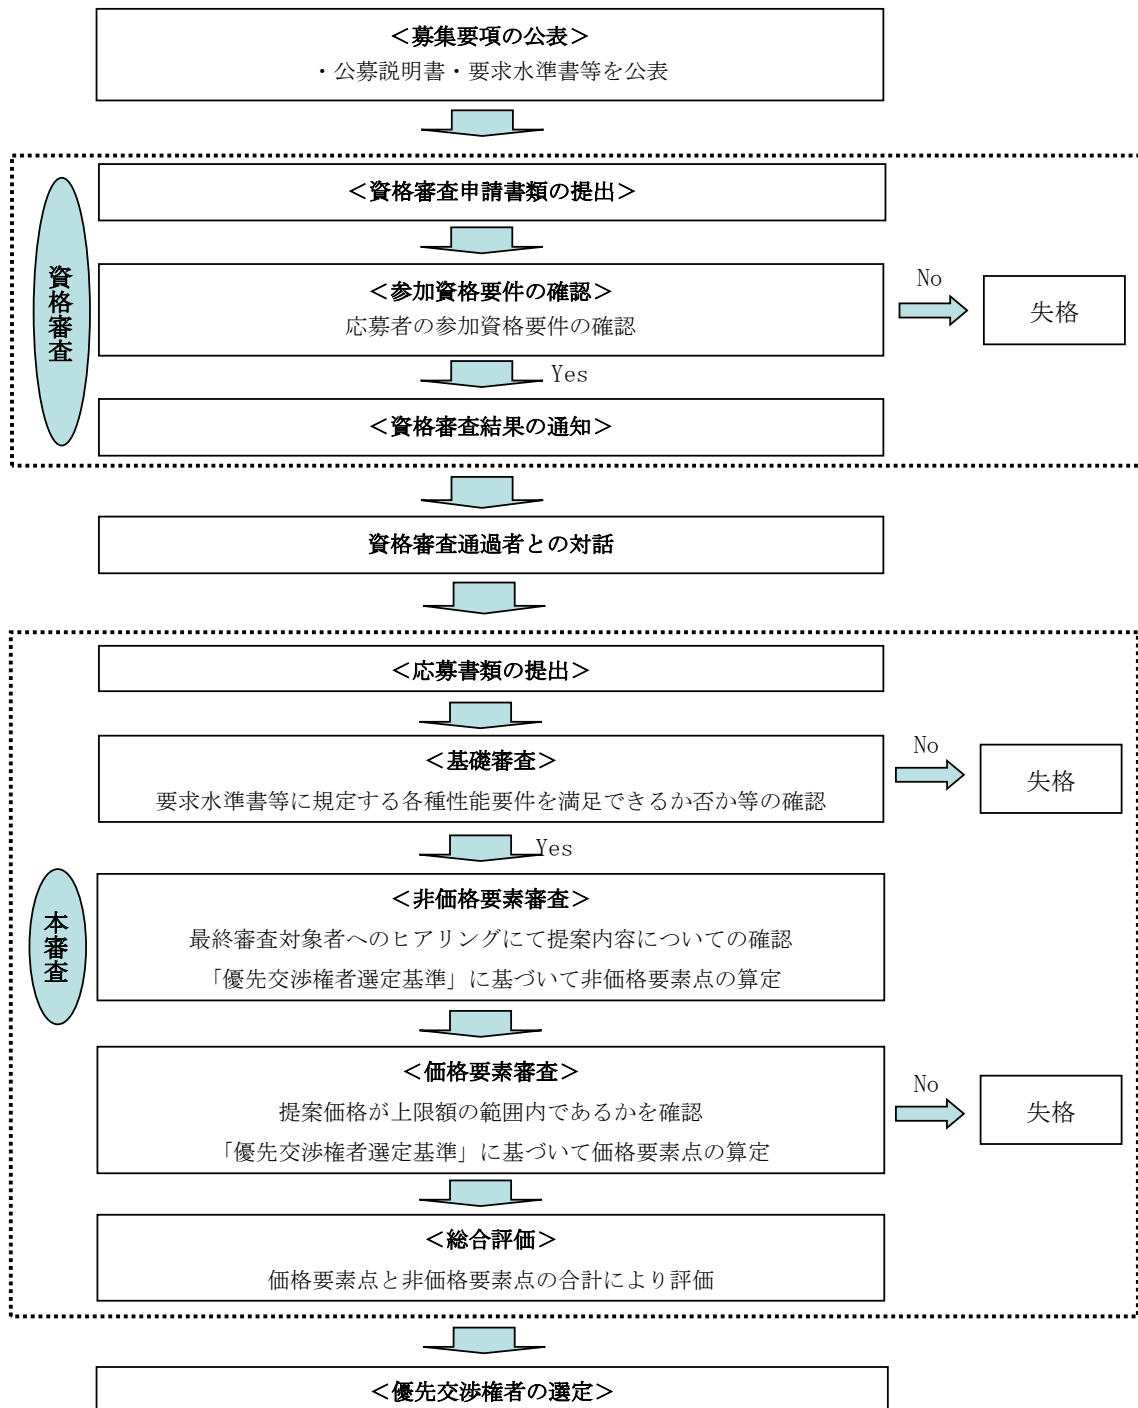 ＜募集要項の公表＞
・公募説明書・要求水準書等を公表
資格審査
＜資格審査申請書類の提出＞
＜参加資格要件の確認＞
応募者の参加資格要件の確認
No
失格
Yes
＜資格審査結果の通知＞
資格審査通過者との対話
本審査
＜応募書類の提出＞
＜基礎審査＞
要求水準書等に規定する各種性能要件を満足できるか否か等の確認
No
失格
Yes
＜非価格要素審査＞
最終審査対象者へのヒアリングにて提案内容についての確認
「優先交渉権者選定基準」に基づいて非価格要素点の算定
＜価格要素審査＞
提案価格が上限額の範囲内であるかを確認
「優先交渉権者選定基準」に基づいて価格要素点の算定
No
失格
＜総合評価＞
価格要素点と非価格要素点の合計により評価
＜優先交渉権者の選定＞